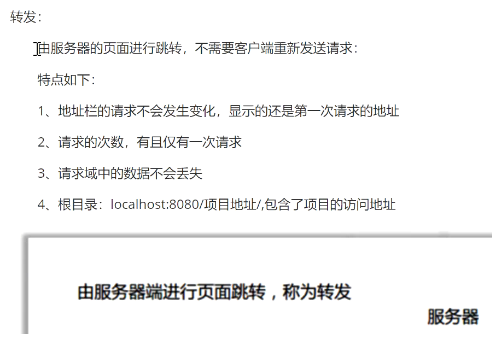 转发：
由服务器的页面进行跳转，不需要客户端重新发送请求：
特点如下：
1、地址栏的请求不会发生变化，显示的还是第一次请求的地址
2、请求的次数，有且仅有一次请求
3、请求域中的数据不会丢失
4、根目录：localhost:8080/项目地址/,包含了项目的访问地址
由服务器端进行页面跳转，称为转发
服务器